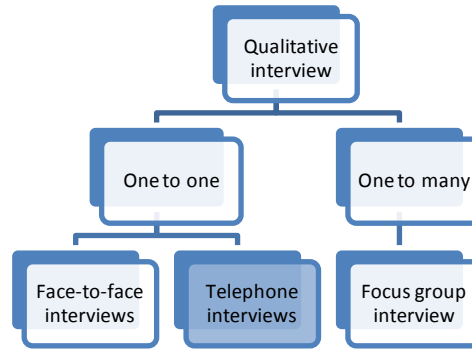 Qualitative
interview
One to one
One to many
Face-to-face
interviews
Telephone
interviews
Focus group
interview